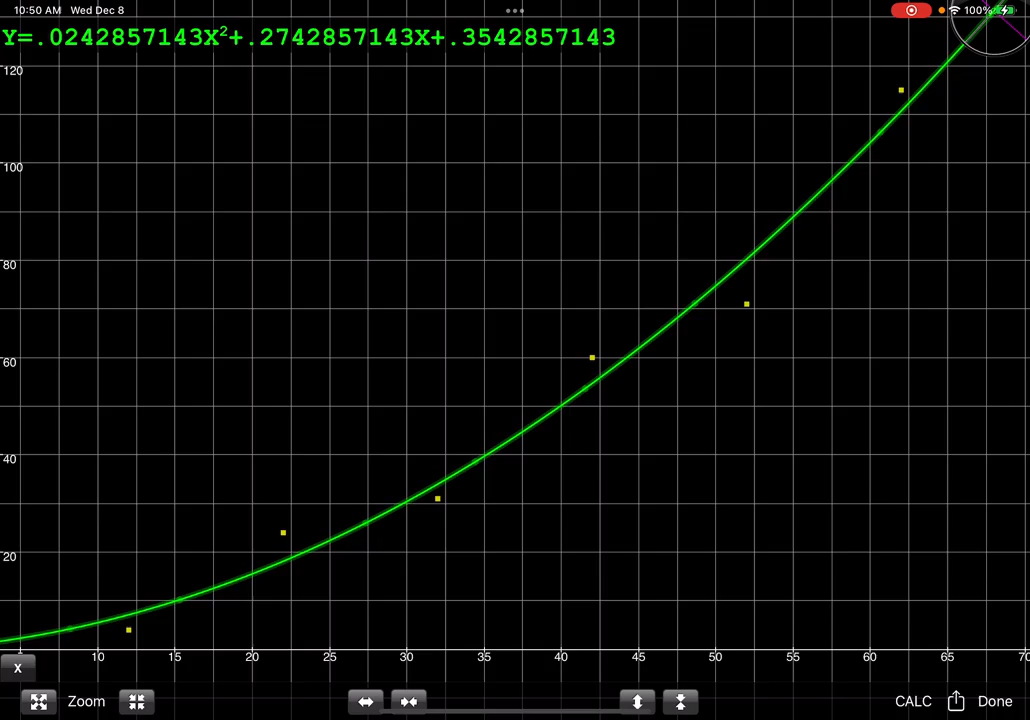 10:50 AM Wed Dec 8
100%
Y=.0242857143X²+.2742857143X+.3542857143
120
100
80
60
40
20
10 15 20 25 30 35 40 45 50 55 60 65 70
X
Zoom CALC Done